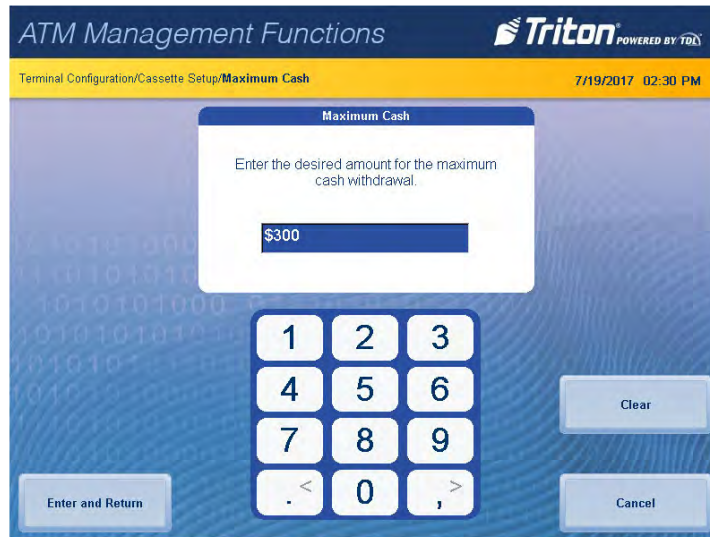 ATM Management Functions
Triton® POWERED BY TDL
Terminal Configuration/Cassette Setup/Maximum Cash
7/19/2017 02:30 PM
Maximum Cash
Enter the desired amount for the maximum
cash withdrawal.
$300
1 2 3
4 5 6
7 8 9
. < 0 , >
Clear
Enter and Return
Cancel